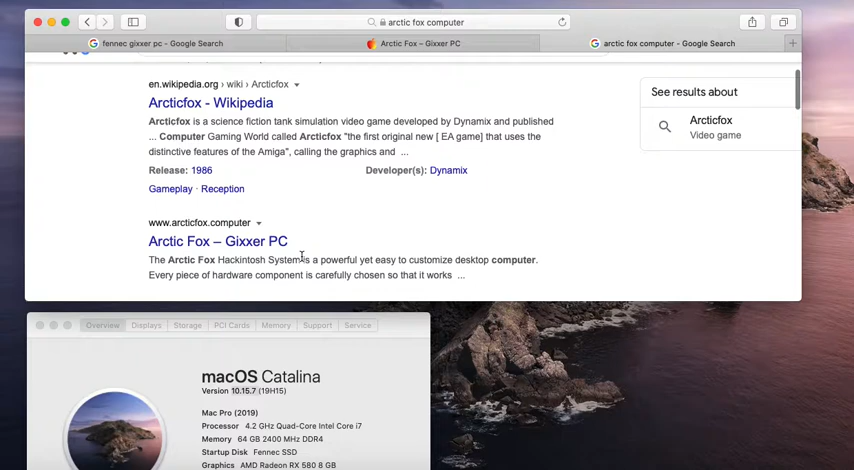 arctic fox computer
fennec gixxer pc - Google Search
Arctic Fox – Gixxer PC
arctic fox computer - Google Search
en.wikipedia.org › wiki › Arcticfox
Arcticfox - Wikipedia
Arcticfox is a science fiction tank simulation video game developed by Dynamix and published
... Computer Gaming World called Arcticfox "the first original new [ EA game] that uses the
distinctive features of the Amiga", calling the graphics and ...
Release: 1986
Developer(s): Dynamix
Gameplay · Reception
See results about
Arcticfox
Video game
www.arcticfox.computer
Arctic Fox – Gixxer PC
The Arctic Fox Hackintosh System is a powerful yet easy to customize desktop computer.
Every piece of hardware component is carefully chosen so that it works ...
Overview Displays Storage PCI Cards Memory Support Service
macOS Catalina
Version 10.15.7 (19H15)
Mac Pro (2019)
Processor 4.2 GHz Quad-Core Intel Core i7
Memory 64 GB 2400 MHz DDR4
Startup Disk Fennec SSD
Graphics AMD Radeon RX 580 8 GB